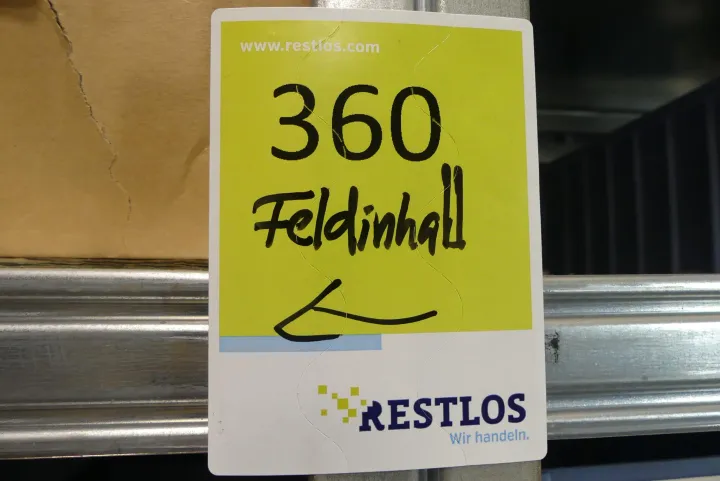 www.restlos.com
360
Feldinhall
RESTLOS
Wir handeln.